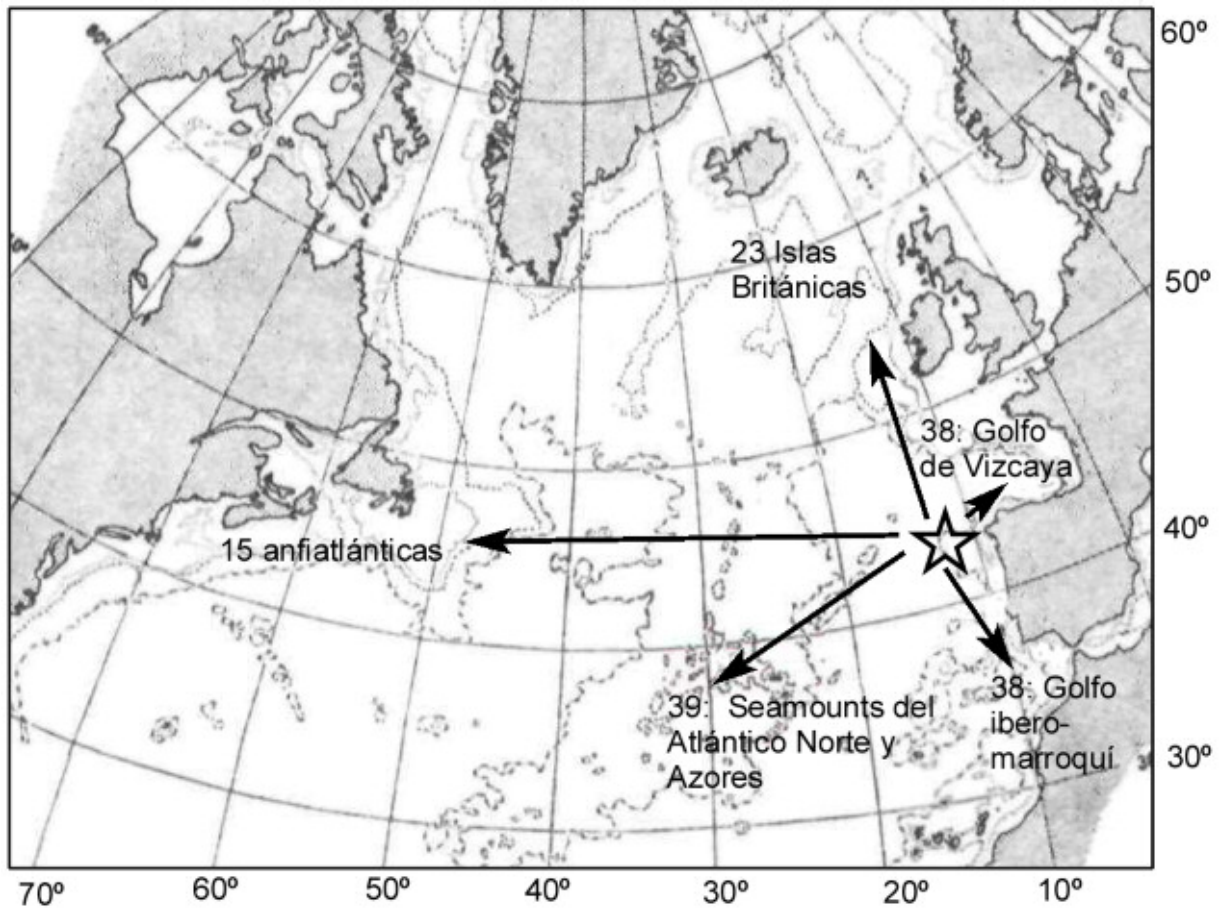 60º
23 Islas
Británicas
50º
38: Golfo
de Vizcaya
40º
15 anfiatlánticas
39: Seamounts del
Atlántico Norte y
Azores
38: Golfo
ibero-
marroquí
30º
70º
60º
50º
40º
30º
20º
10º